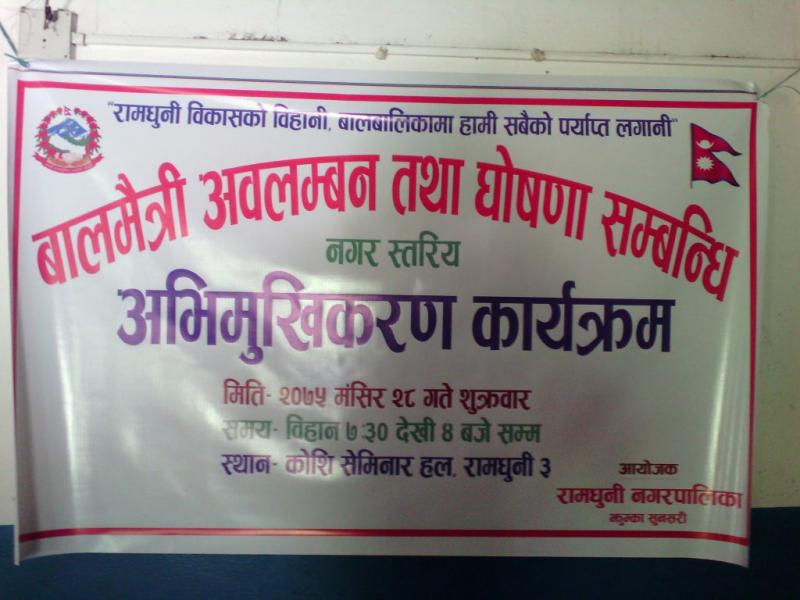 "रामधुनी विकासको विहानी, बालबालिकामा हामी सबैको पर्याप्त लगानी"
बालमैत्री अवलम्बन तथा घोषणा सम्बन्धि
नगर स्तरिय
अभिमुखिकरण कार्यक्रम
मिति- २०७५ मंसिर २८ गते शुक्रवार
समय- विहान ७:३० देखी ४ बजे सम्म
स्थान- कोशि सेमिनार हल, रामधुनी ३
आयोजक
रामधुनी नगरपालिका
झुम्का सुनसरी